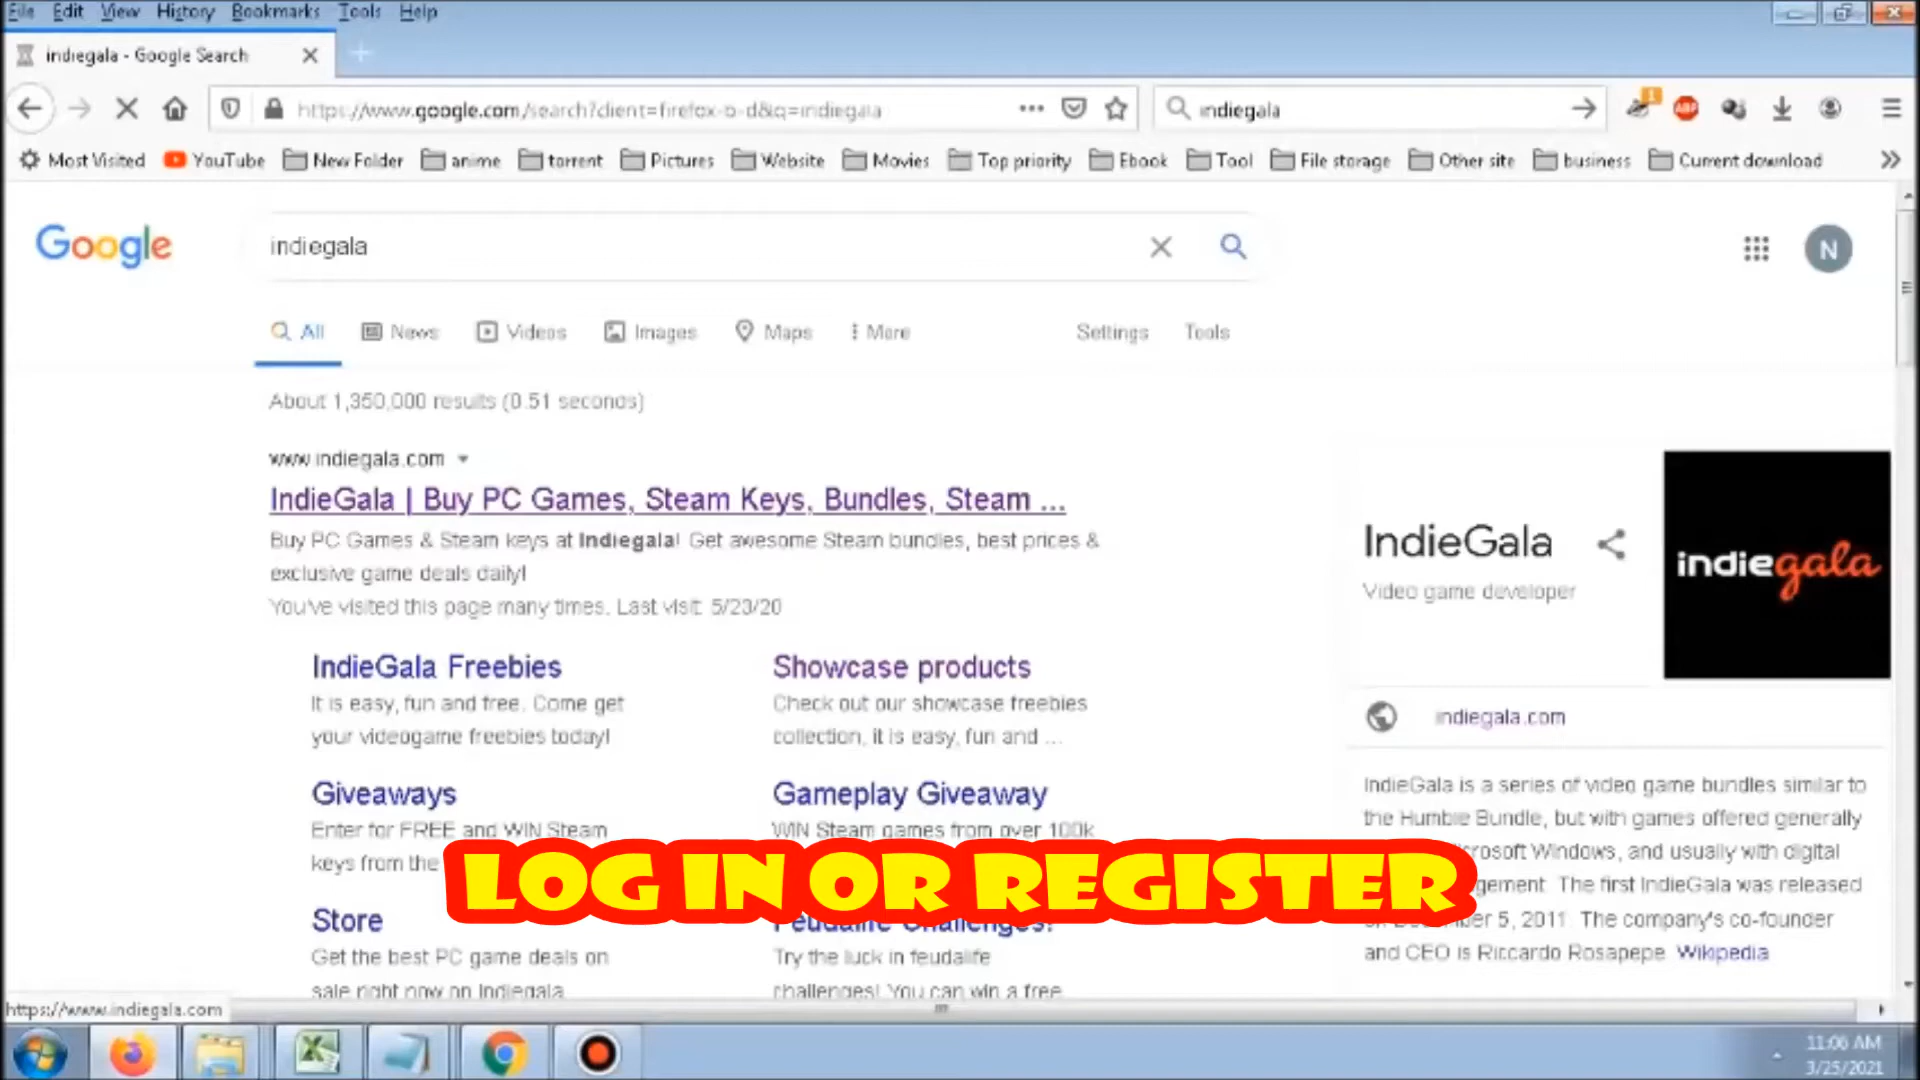 File Edit View History Bookmarks Tools Help
indiegala - Google Search
https://www.google.com/search?client=firefox-b-d&q=indiegala
indiegala
1
ABP
Most Visited YouTube New Folder anime torrent Pictures Website Movies Top priority Ebook Tool File storage Other site business Current download
Google
indiegala
N
All News Videos Images Maps More Settings Tools
About 1,350,000 results (0.51 seconds)
www.indiegala.com
IndieGala | Buy PC Games, Steam Keys, Bundles, Steam ...
Buy PC Games & Steam keys at Indiegala! Get awesome Steam bundles, best prices &
exclusive game deals daily!
You've visited this page many times. Last visit: 5/23/20
IndieGala Freebies
It is easy, fun and free. Come get
your videogame freebies today!
Showcase products
Check out our showcase freebies
collection, it is easy, fun and ...
Giveaways
Enter for FREE and WIN Steam
keys from the
Gameplay Giveaway
WIN Steam games from over 100k
Store
Get the best PC game deals on
sale right now on Indiegala
Feudalife Challenges!
Try the luck in feudalife
challenges! You can win a free
LOG IN OR REGISTER
IndieGala
Video game developer
indiegala
indiegala.com
IndieGala is a series of video game bundles similar to
the Humble Bundle, but with games offered generally
crosoft Windows, and usually with digital
gement. The first IndieGala was released
on December 5, 2011. The company's co-founder
and CEO is Riccardo Rosapepe. Wikipedia
https://www.indiegala.com
11:06 AM
3/25/2021